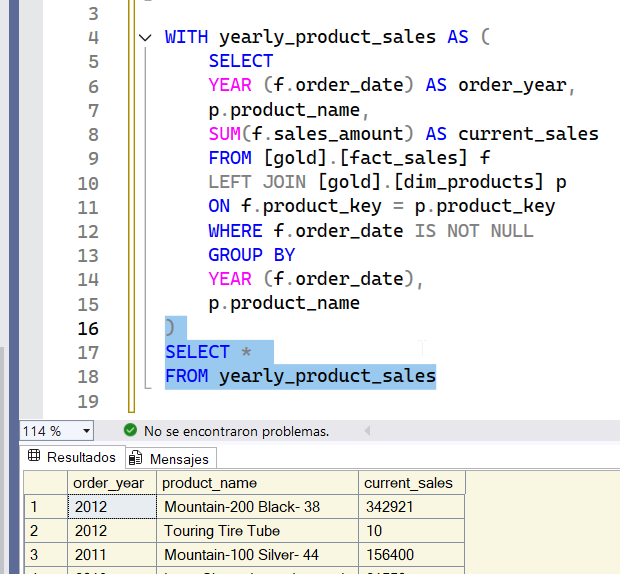 3
4 WITH yearly_product_sales AS (
5 SELECT
6 YEAR (f.order_date) AS order_year,
7 p.product_name,
8 SUM(f.sales_amount) AS current_sales
9 FROM [gold].[fact_sales] f
10 LEFT JOIN [gold].[dim_products] p
11 ON f.product_key = p.product_key
12 WHERE f.order_date IS NOT NULL
13 GROUP BY
14 YEAR (f.order_date),
15 p.product_name
16 )
17 SELECT *
18 FROM yearly_product_sales
19
114 % No se encontraron problemas.
Resultados Mensajes
order_year product_name current_sales
1 2012 Mountain-200 Black- 38 342921
2 2012 Touring Tire Tube 10
3 2011 Mountain-100 Silver- 44 156400